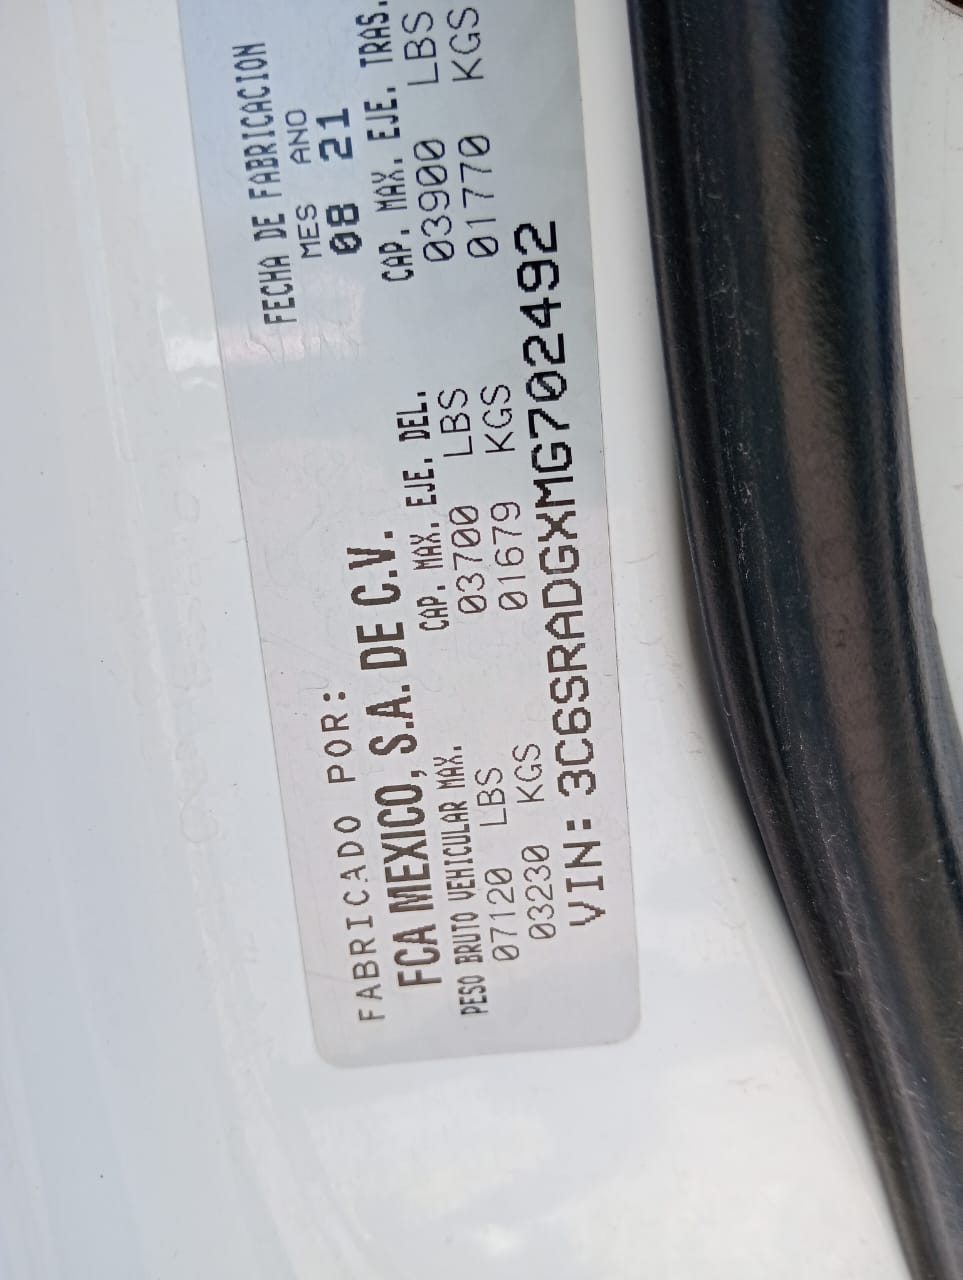 FABRICADO POR:
FECHA DE FABRICACION
MES ANO
08 21
FCA MEXICO, S.A. DE C.V.
PESO BRUTO VEHICULAR MAX.
07120 LBS
03230 KGS
CAP. MAX. EJE. DEL.
03700 LBS
01679 KGS
CAP. MAX. EJE. TRAS.
03900 LBS
01770 KGS
VIN: 3C6SRADGXMG702492